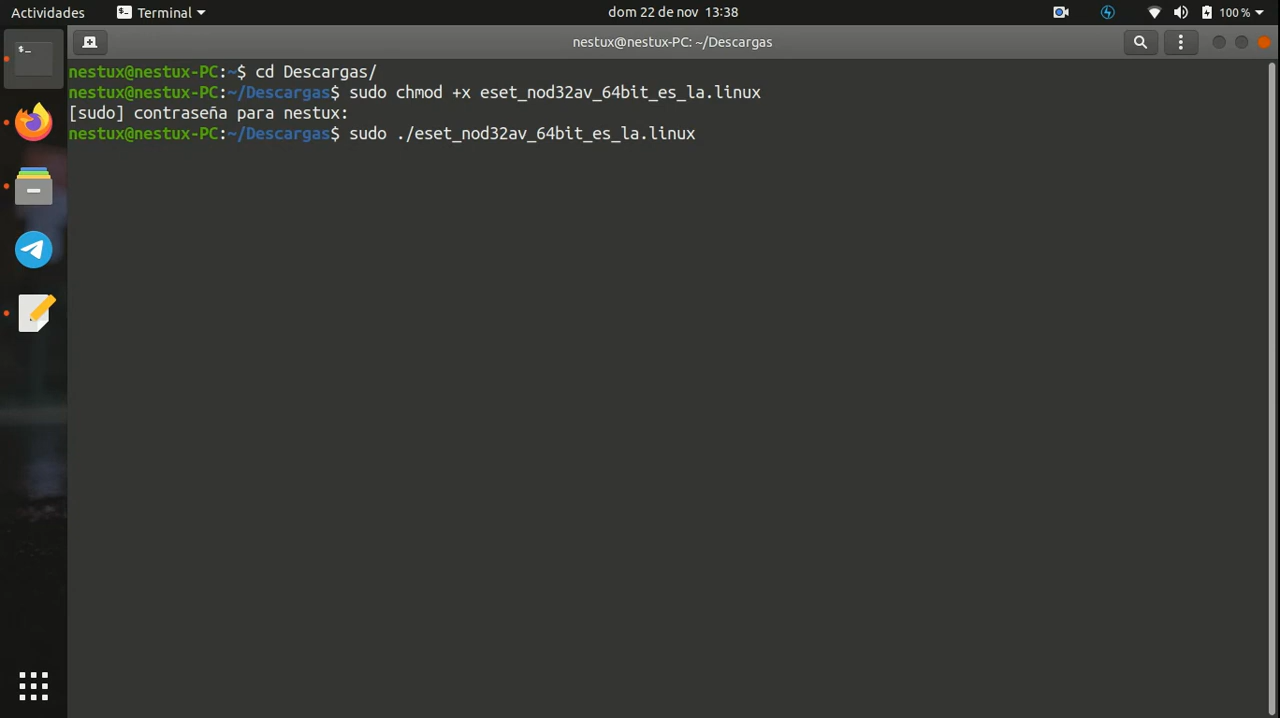 Actividades Terminal dom 22 de nov 13:38 100 %
nestux@nestux-PC: ~/Descargas
nestux@nestux-PC:~$ cd Descargas/
nestux@nestux-PC:~/Descargas$ sudo chmod +x eset_nod32av_64bit_es_la.linux
[sudo] contraseña para nestux:
nestux@nestux-PC:~/Descargas$ sudo ./eset_nod32av_64bit_es_la.linux